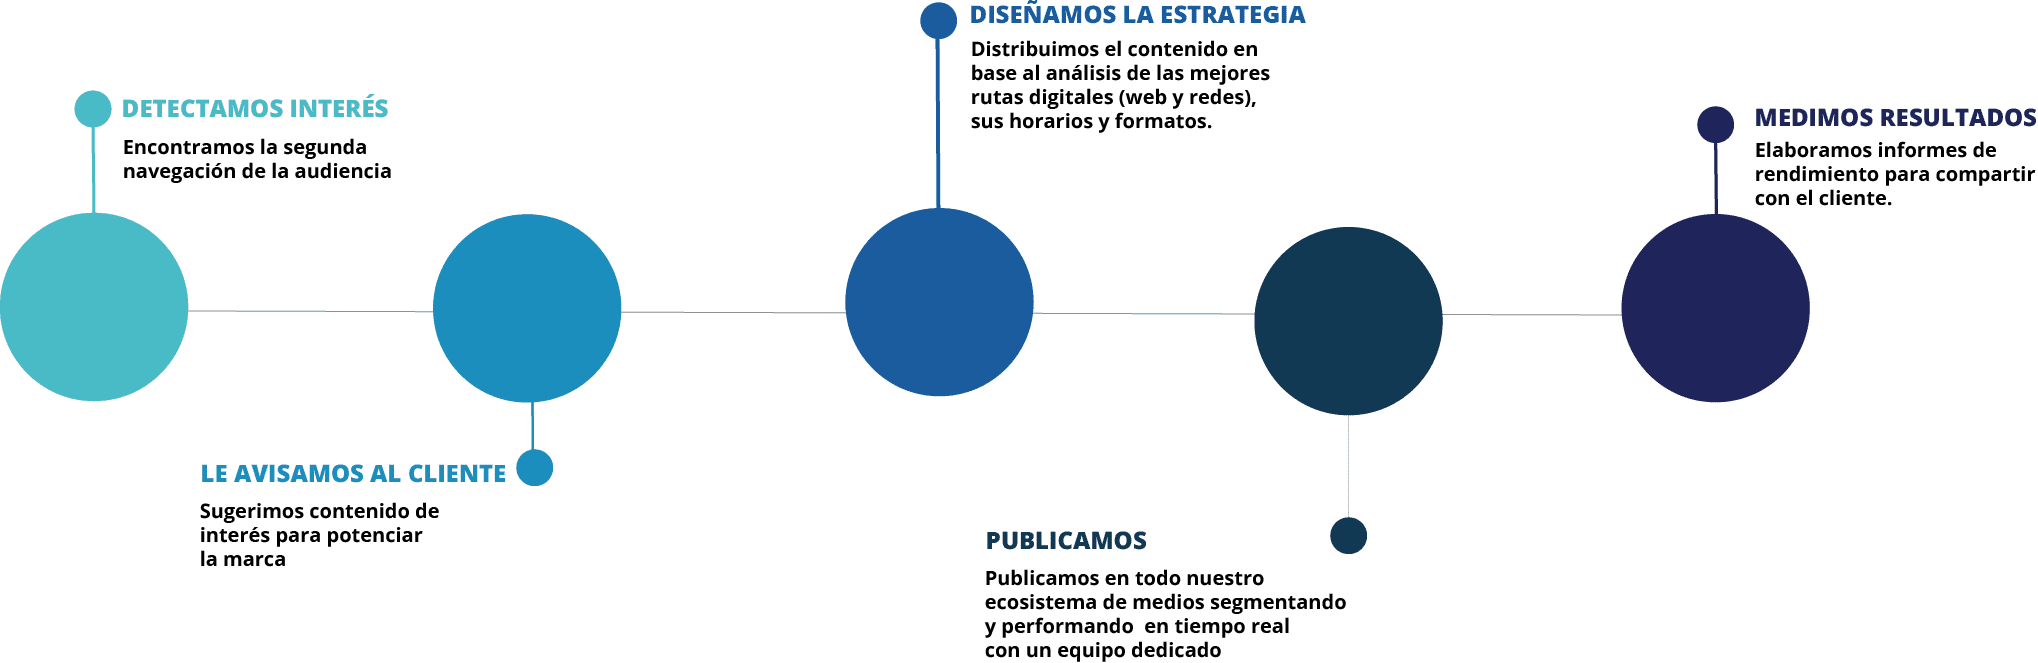 DETECTAMOS INTERÉS
Encontramos la segunda
navegación de la audiencia
LE AVISAMOS AL CLIENTE
Sugerimos contenido de
interés para potenciar
la marca
DISEÑAMOS LA ESTRATEGIA
Distribuimos el contenido en
base al análisis de las mejores
rutas digitales (web y redes),
sus horarios y formatos.
PUBLICAMOS
Publicamos en todo nuestro
ecosistema de medios segmentando
y performando  en tiempo real
con un equipo dedicado
MEDIMOS RESULTADOS
Elaboramos informes de
rendimiento para compartir
con el cliente.